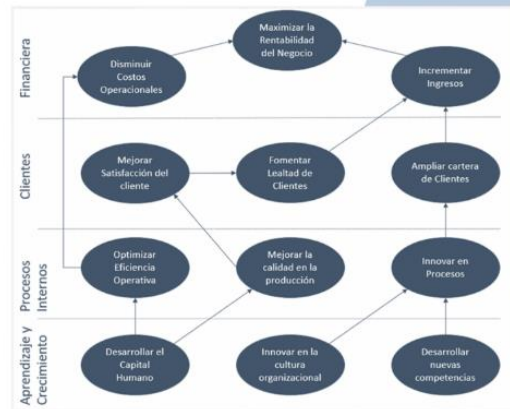 Financiera
Disminuir
Costos
Operacionales
Maximizar la
Rentabilidad
del Negocio
Incrementar
Ingresos
Clientes
Mejorar
Satisfacción del
cliente
Fomentar
Lealtad de
Clientes
Ampliar cartera
de Clientes
Procesos
Internos
Optimizar
Eficiencia
Operativa
Mejorar la
calidad en la
producción
Innovar en
Procesos
Aprendizaje y
Crecimiento
Desarrollar el
Capital
Humano
Innovar en la
cultura
organizacional
Desarrollar
nuevas
competencias